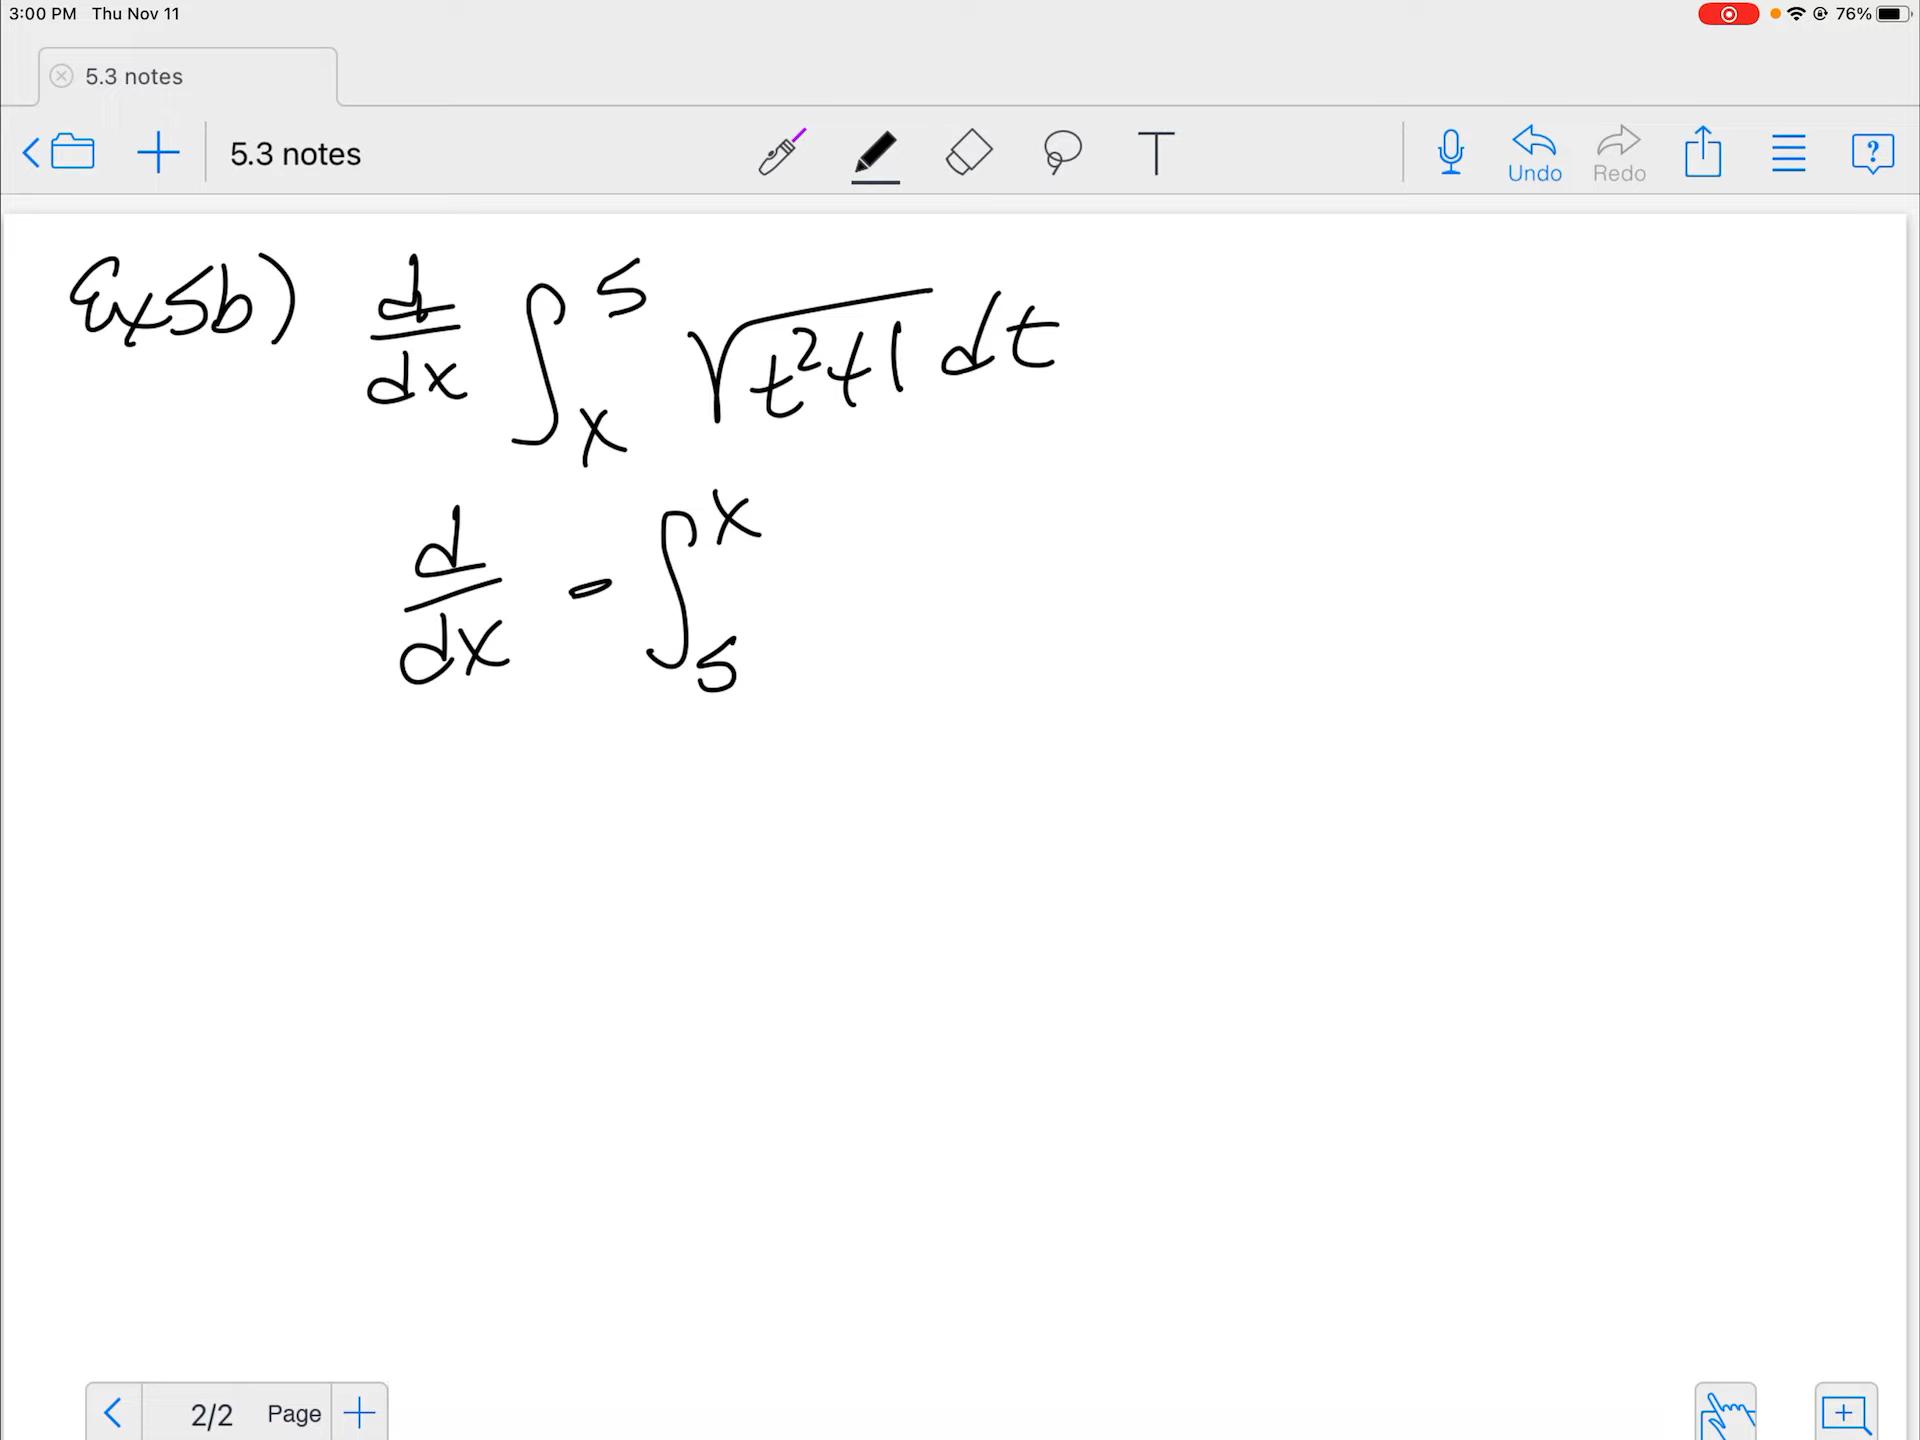 3:00 PM Thu Nov 11 76%
5.3 notes
5.3 notes T Undo Redo ?
Ex5b) d/dx ∫_x^5 √(t²+1) dt
d/dx - ∫_5^x
2/2 Page